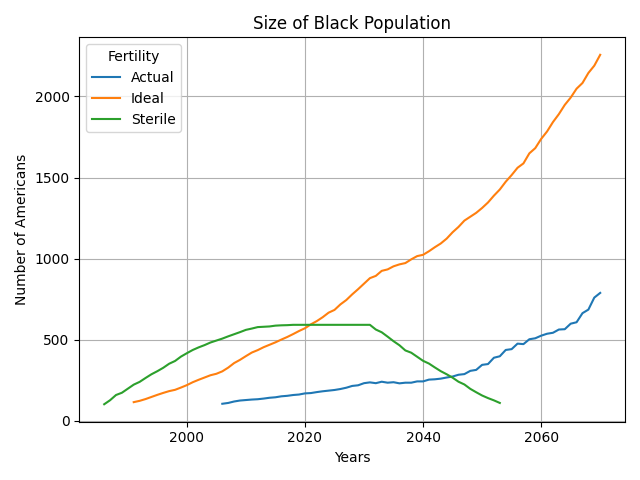 Size of Black Population
Fertility
Actual
Ideal
Sterile
Number of Americans
2000
1500
1000
500
0
2000 2020 2040 2060
Years